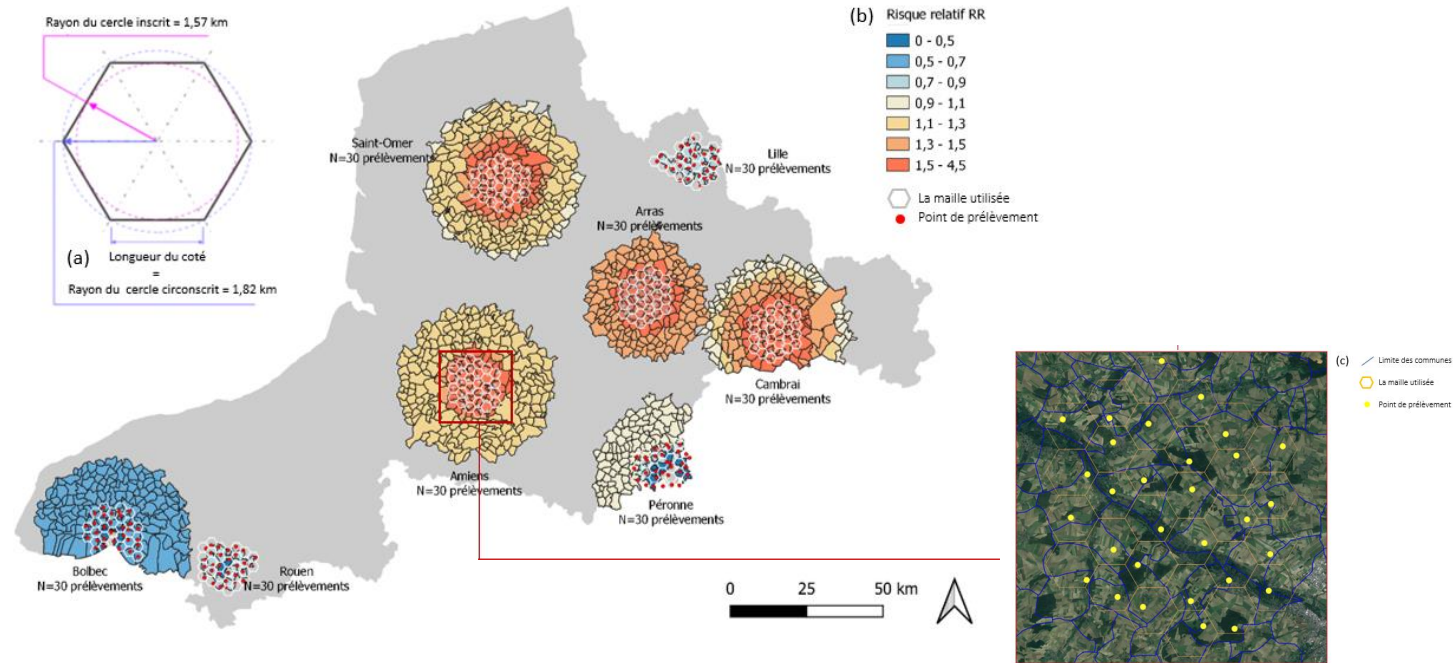 Rayon du cercle inscrit = 1,57 km
(a)
Longueur du coté
=
Rayon du cercle circonscrit = 1,82 km
(b)
Risque relatif RR
0 - 0,5
0,5 - 0,7
0,7 - 0,9
0,9 - 1,1
1,1 - 1,3
1,3 - 1,5
1,5 - 4,5
La maille utilisée
Point de prélèvement
Saint-Omer
N=30 prélèvements
Lille
N=30 prélèvements
Arras
N=30 prélèvements
Cambrai
N=30 prélèvements
Amiens
N=30 prélèvements
Péronne
N=30 prélèvements
Bolbec
N=30 prélèvements
Rouen
N=30 prélèvements
0 25 50 km
(c)
Limite des communes
La maille utilisée
Point de prélèvement